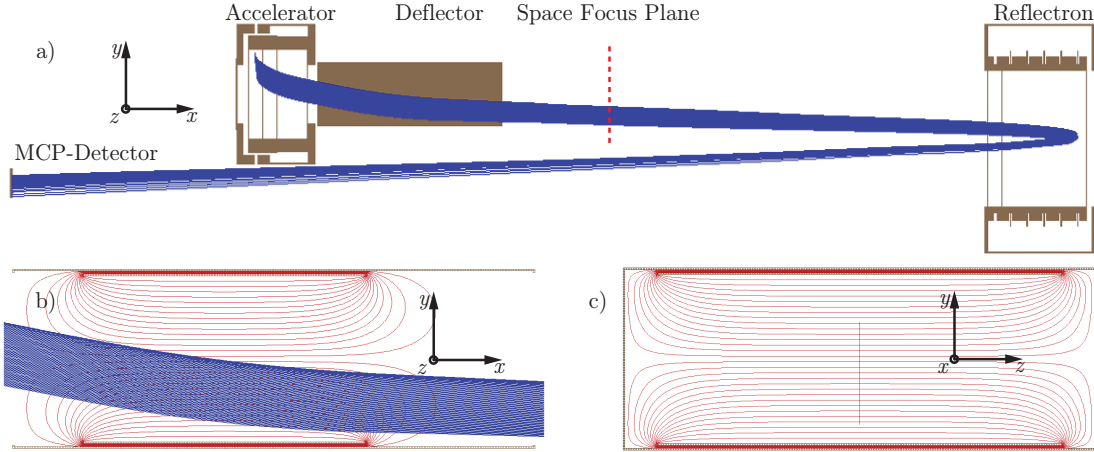 Accelerator
Deflector
Space Focus Plane
Reflectron
a)
y
x
z
MCP-Detector
b)
y
z
x
c)
y
x
z